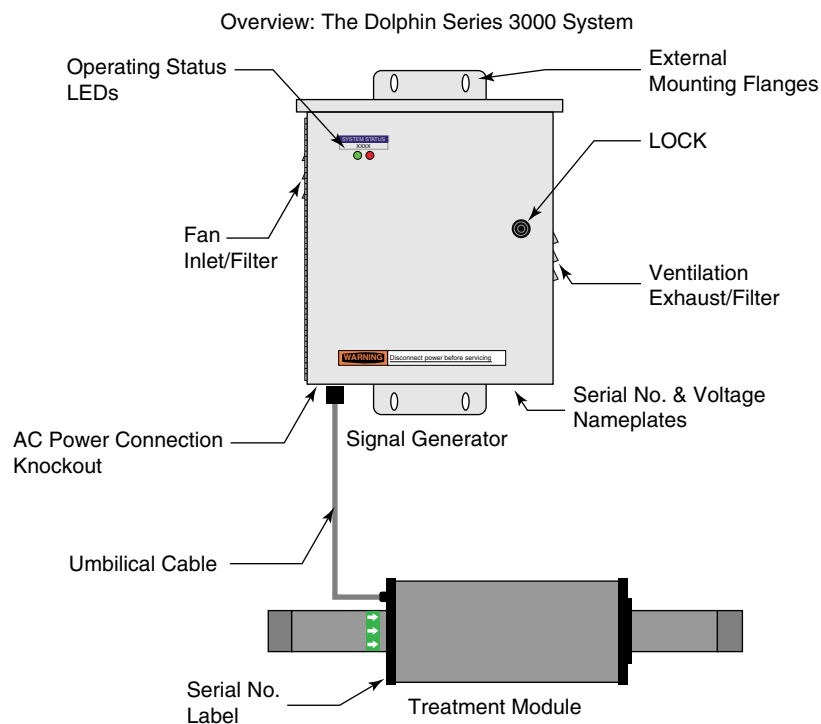 Overview: The Dolphin Series 3000 System
Operating Status
LEDs
External
Mounting Flanges
SYSTEM STATUS
XXXX
LOCK
Fan
Inlet/Filter
Ventilation
Exhaust/Filter
WARNING
Disconnect power before servicing
Serial No. & Voltage
Nameplates
AC Power Connection
Knockout
Signal Generator
Umbilical Cable
Serial No.
Label
Treatment Module